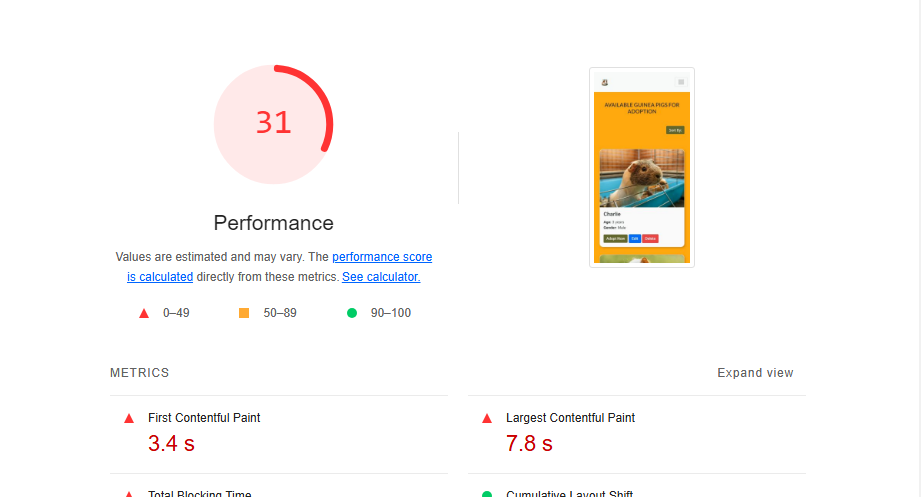 31
Performance
Values are estimated and may vary. The performance score
is calculated directly from these metrics. See calculator.
0–49
50–89
90–100
AVAILABLE GUINEA PIGS FOR
ADOPTION
Sort By:
Charlie
Age: 3 years
Gender: Male
Adopt Now Edit Delete
METRICS
Expand view
First Contentful Paint
3.4 s
Largest Contentful Paint
7.8 s
Total Blocking Time
Cumulative Layout Shift